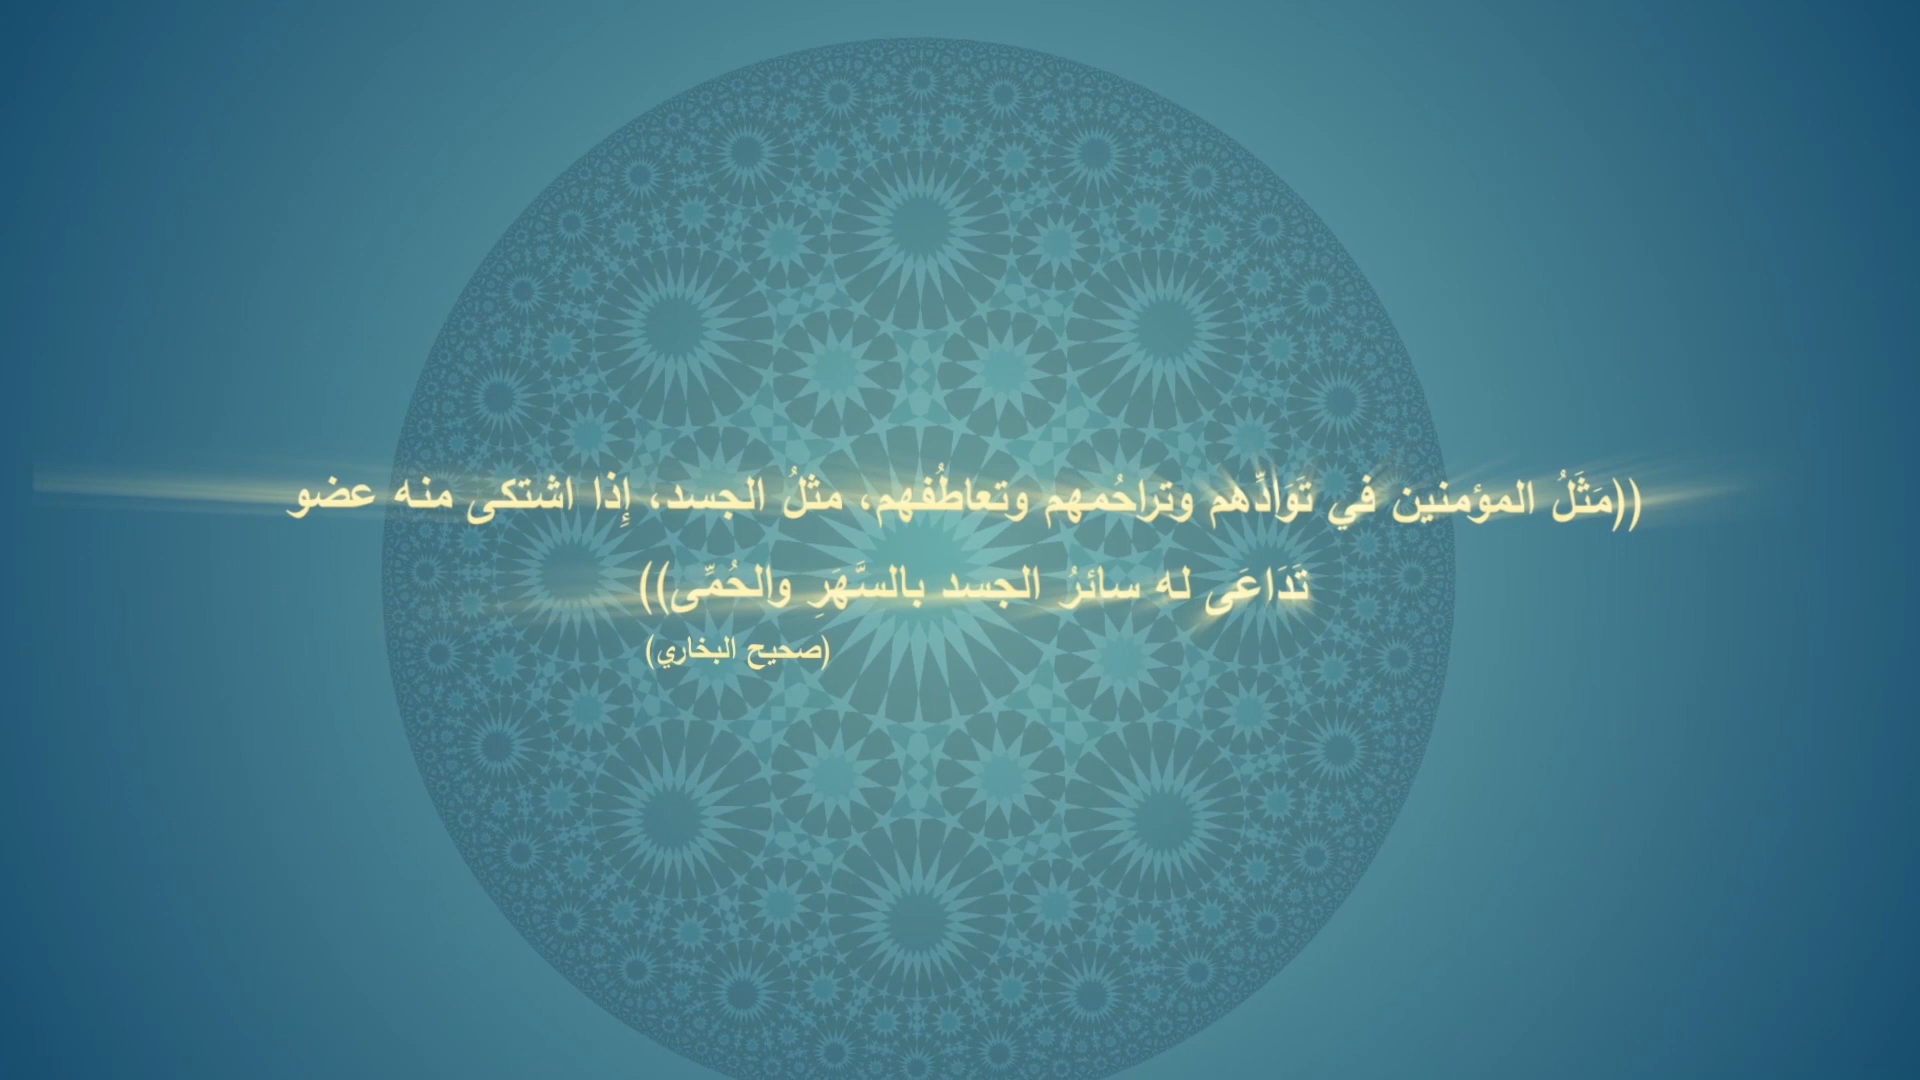 ((مَثَلُ المؤمنين في تَوَادِّهم وتراحُمهم وتعاطُفهم، مثلُ الجسد، إِذا اشتكى منه عضو
تَدَاعَى له سائرُ الجسد بالسَّهَرِ والحُمِّى))
(صحيح البخاري)